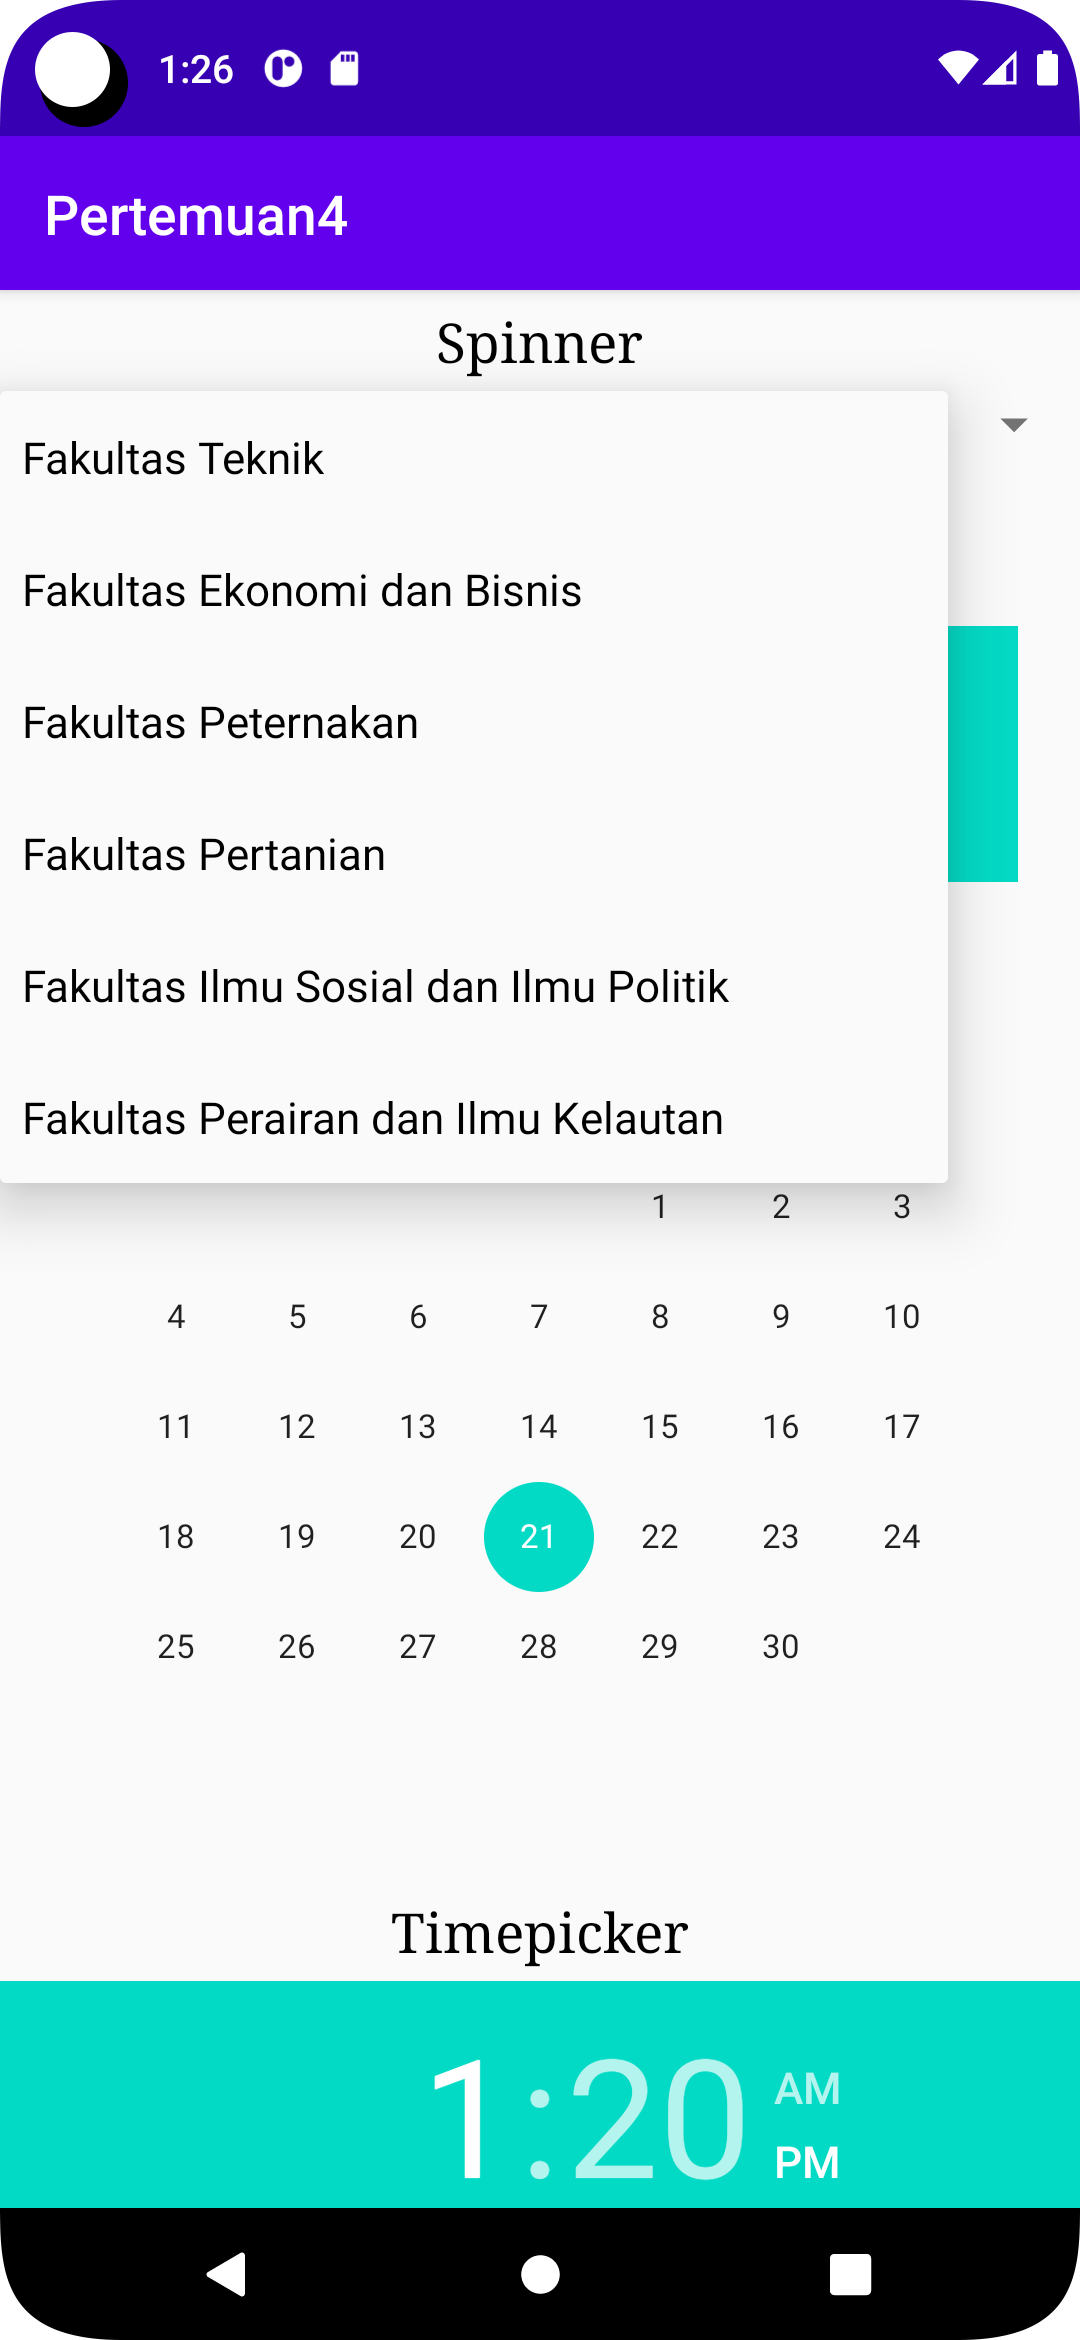 1:26
Pertemuan4
Spinner
Fakultas Teknik
Fakultas Ekonomi dan Bisnis
Fakultas Peternakan
Fakultas Pertanian
Fakultas Ilmu Sosial dan Ilmu Politik
Fakultas Perairan dan Ilmu Kelautan
1 2 3
4 5 6 7 8 9 10
11 12 13 14 15 16 17
18 19 20 21 22 23 24
25 26 27 28 29 30
Timepicker
1:20 AM
PM